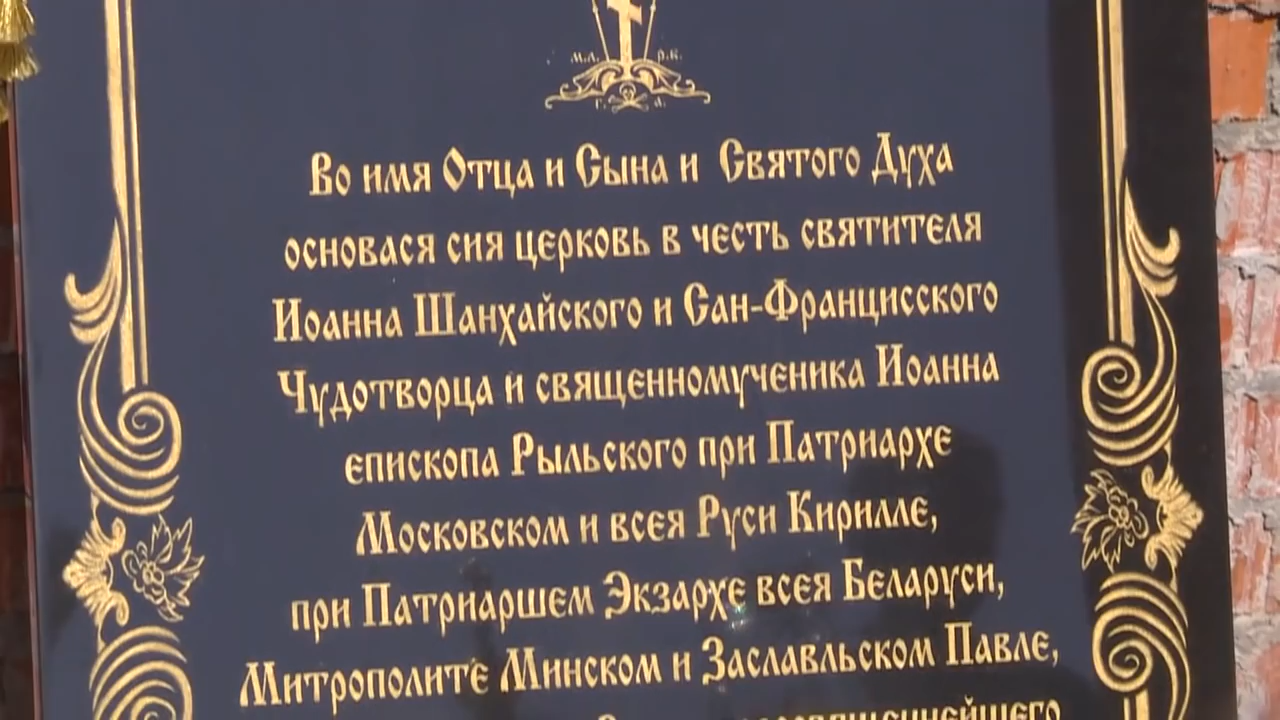 м.л. р.к.
г. а.
Во имя Отца и Сына и Святого Духа
основася сия церковь в честь святителя
Иоанна Шанхайского и Сан-Францисского
Чудотворца и священномученика Иоанна
епископа Рыльского при Патриархе
Московском и всея Руси Кирилле,
при Патриаршем Экзархе всея Беларуси,
Митрополите Минском и Заславльском Павле,